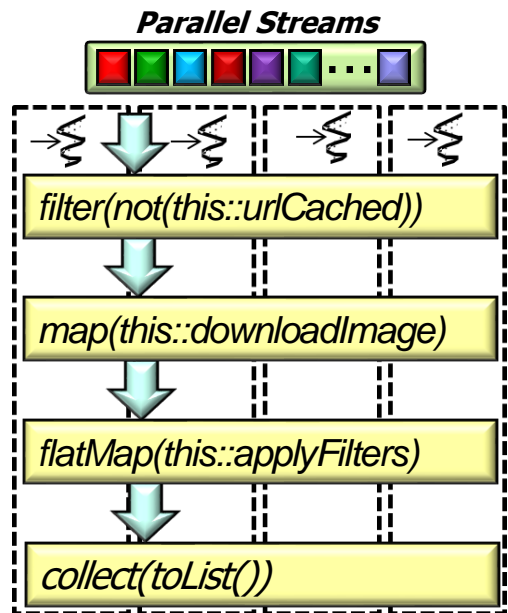 Parallel Streams
...
filter(not(this::urlCached))
map(this::downloadImage)
flatMap(this::applyFilters)
collect(toList())